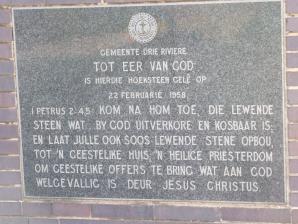 GEMEENTE DRIE RIVIERE
TOT EER VAN GOD
IS HIERDIE HOEKSTEEN GELÊ OP
22 FEBRUARIE 1958
1 PETRUS 2:4,5: KOM NA HOM TOE, DIE LEWENDE
STEEN WAT BY GOD UITVERKORE EN KOSBAAR IS,
EN LAAT JULLE OOK SOOS LEWENDE STENE OPBOU,
TOT 'N GEESTELIKE HUIS, 'N HEILIGE PRIESTERDOM
OM GEESTELIKE OFFERS TE BRING WAT AAN GOD
WELGEVALLIG IS DEUR JESUS CHRISTUS.